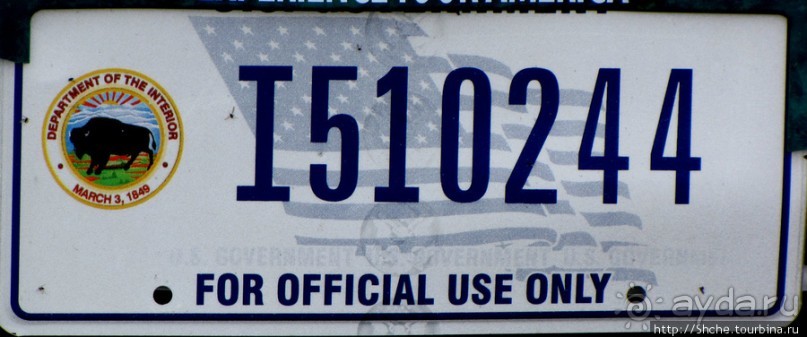 DEPARTMENT OF THE INTERIOR
MARCH 3, 1849
I510244
U.S. GOVERNMENT U.S. GOVERNMENT U.S. GOVERNMENT
FOR OFFICIAL USE ONLY
ayda.ru
http://Shche.tourbina.ru